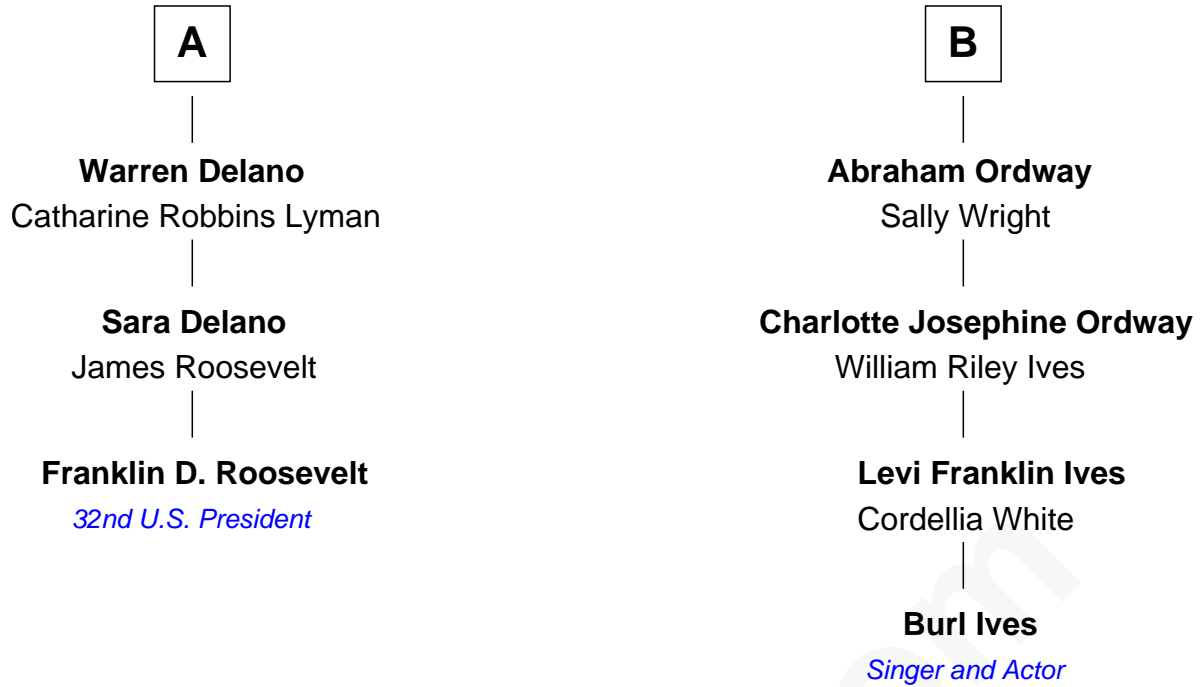 A
Warren Delano
Catharine Robbins Lyman
Sara Delano
James Roosevelt
Franklin D. Roosevelt
32nd U.S. President
B
Abraham Ordway
Sally Wright
Charlotte Josephine Ordway
William Riley Ives
Levi Franklin Ives
Cordellia White
Burl Ives
Singer and Actor